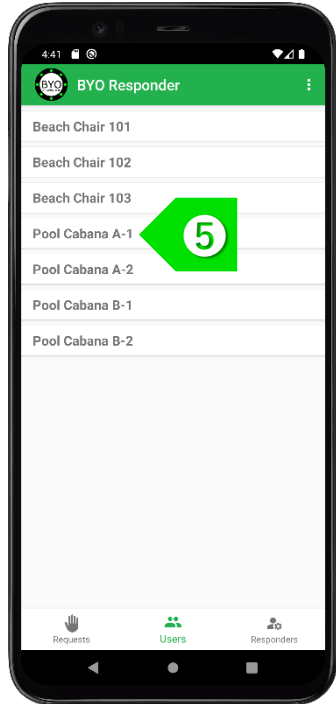 4:41
BYO
BYO Responder
Beach Chair 101
Beach Chair 102
Beach Chair 103
Pool Cabana A-1
5
Pool Cabana A-2
Pool Cabana B-1
Pool Cabana B-2
Requests Users Responders